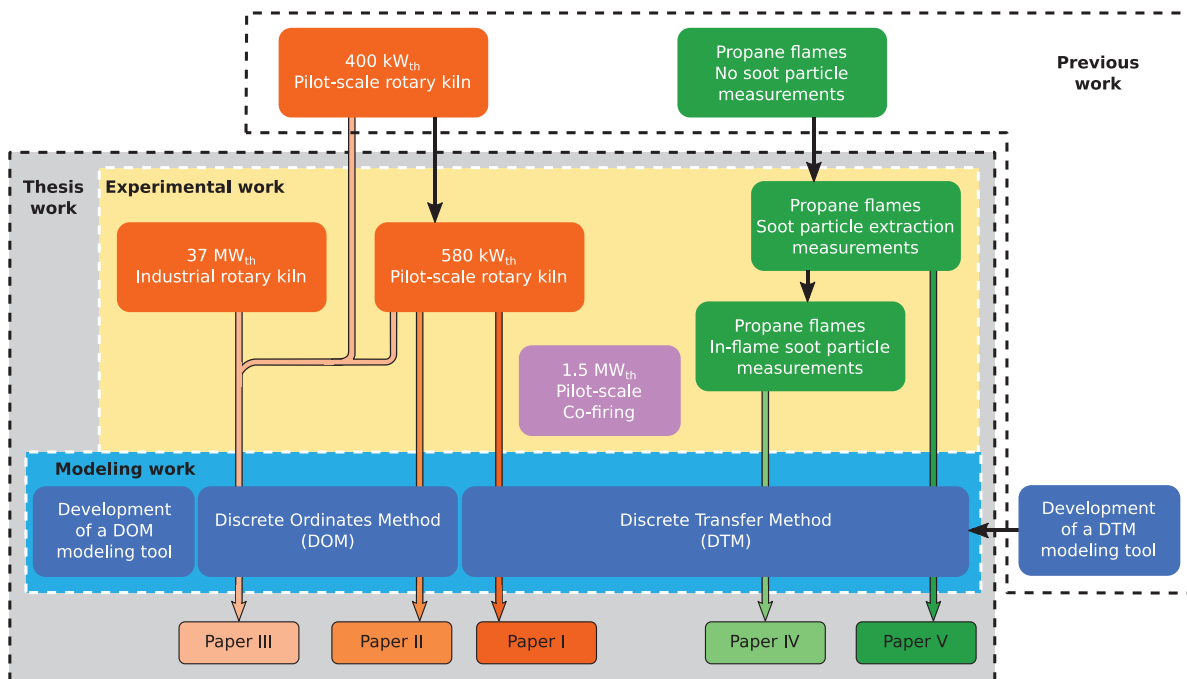 400 kWth
Pilot-scale rotary kiln
Propane flames
No soot particle
measurements
Previous
work
Thesis
work
Experimental work
37 MWth
Industrial rotary kiln
580 kWth
Pilot-scale rotary kiln
Propane flames
Soot particle extraction
measurements
Propane flames
In-flame soot particle
measurements
1.5 MWth
Pilot-scale
Co-firing
Modeling work
Development
of a DOM
modeling tool
Discrete Ordinates Method
(DOM)
Discrete Transfer Method
(DTM)
Development
of a DTM
modeling tool
Paper III
Paper II
Paper I
Paper IV
Paper V